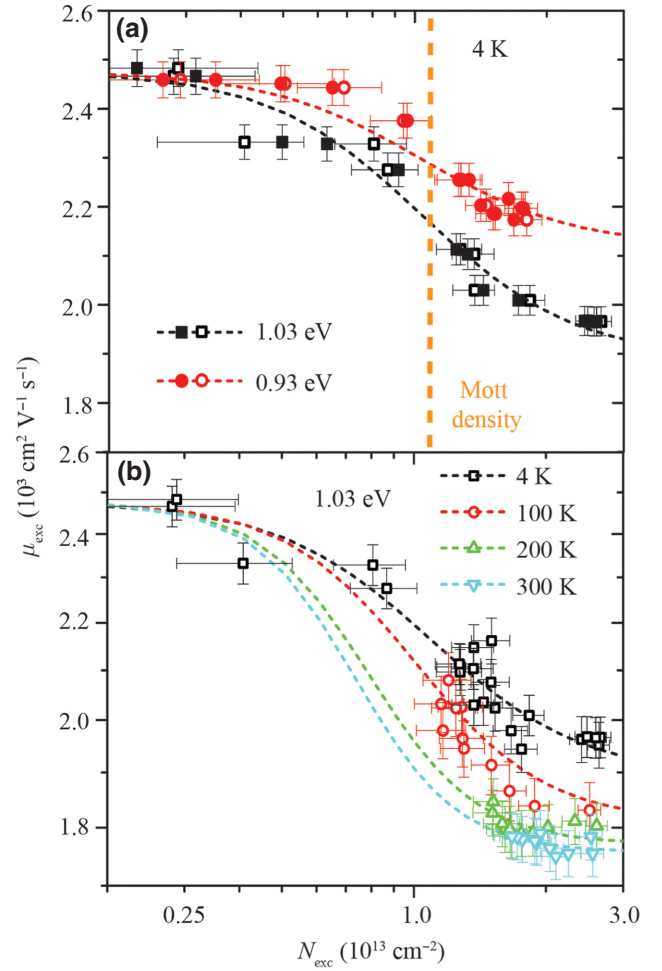 (a)
4 K
2.6
2.4
2.2
2.0
1.8
1.03 eV
0.93 eV
Mott
density
μexc (10³ cm² V⁻¹ s⁻¹)
(b)
1.03 eV
4 K
100 K
200 K
300 K
2.6
2.4
2.2
2.0
1.8
0.25 1.0 3.0
Nexc (10¹³ cm⁻²)